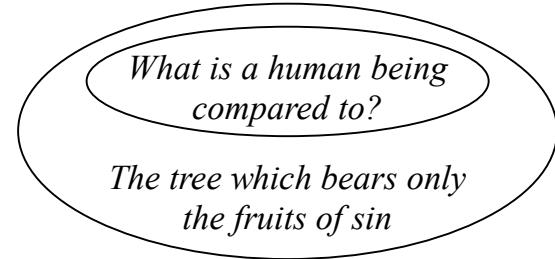 What is a human being
compared to?
The tree which bears only
the fruits of sin